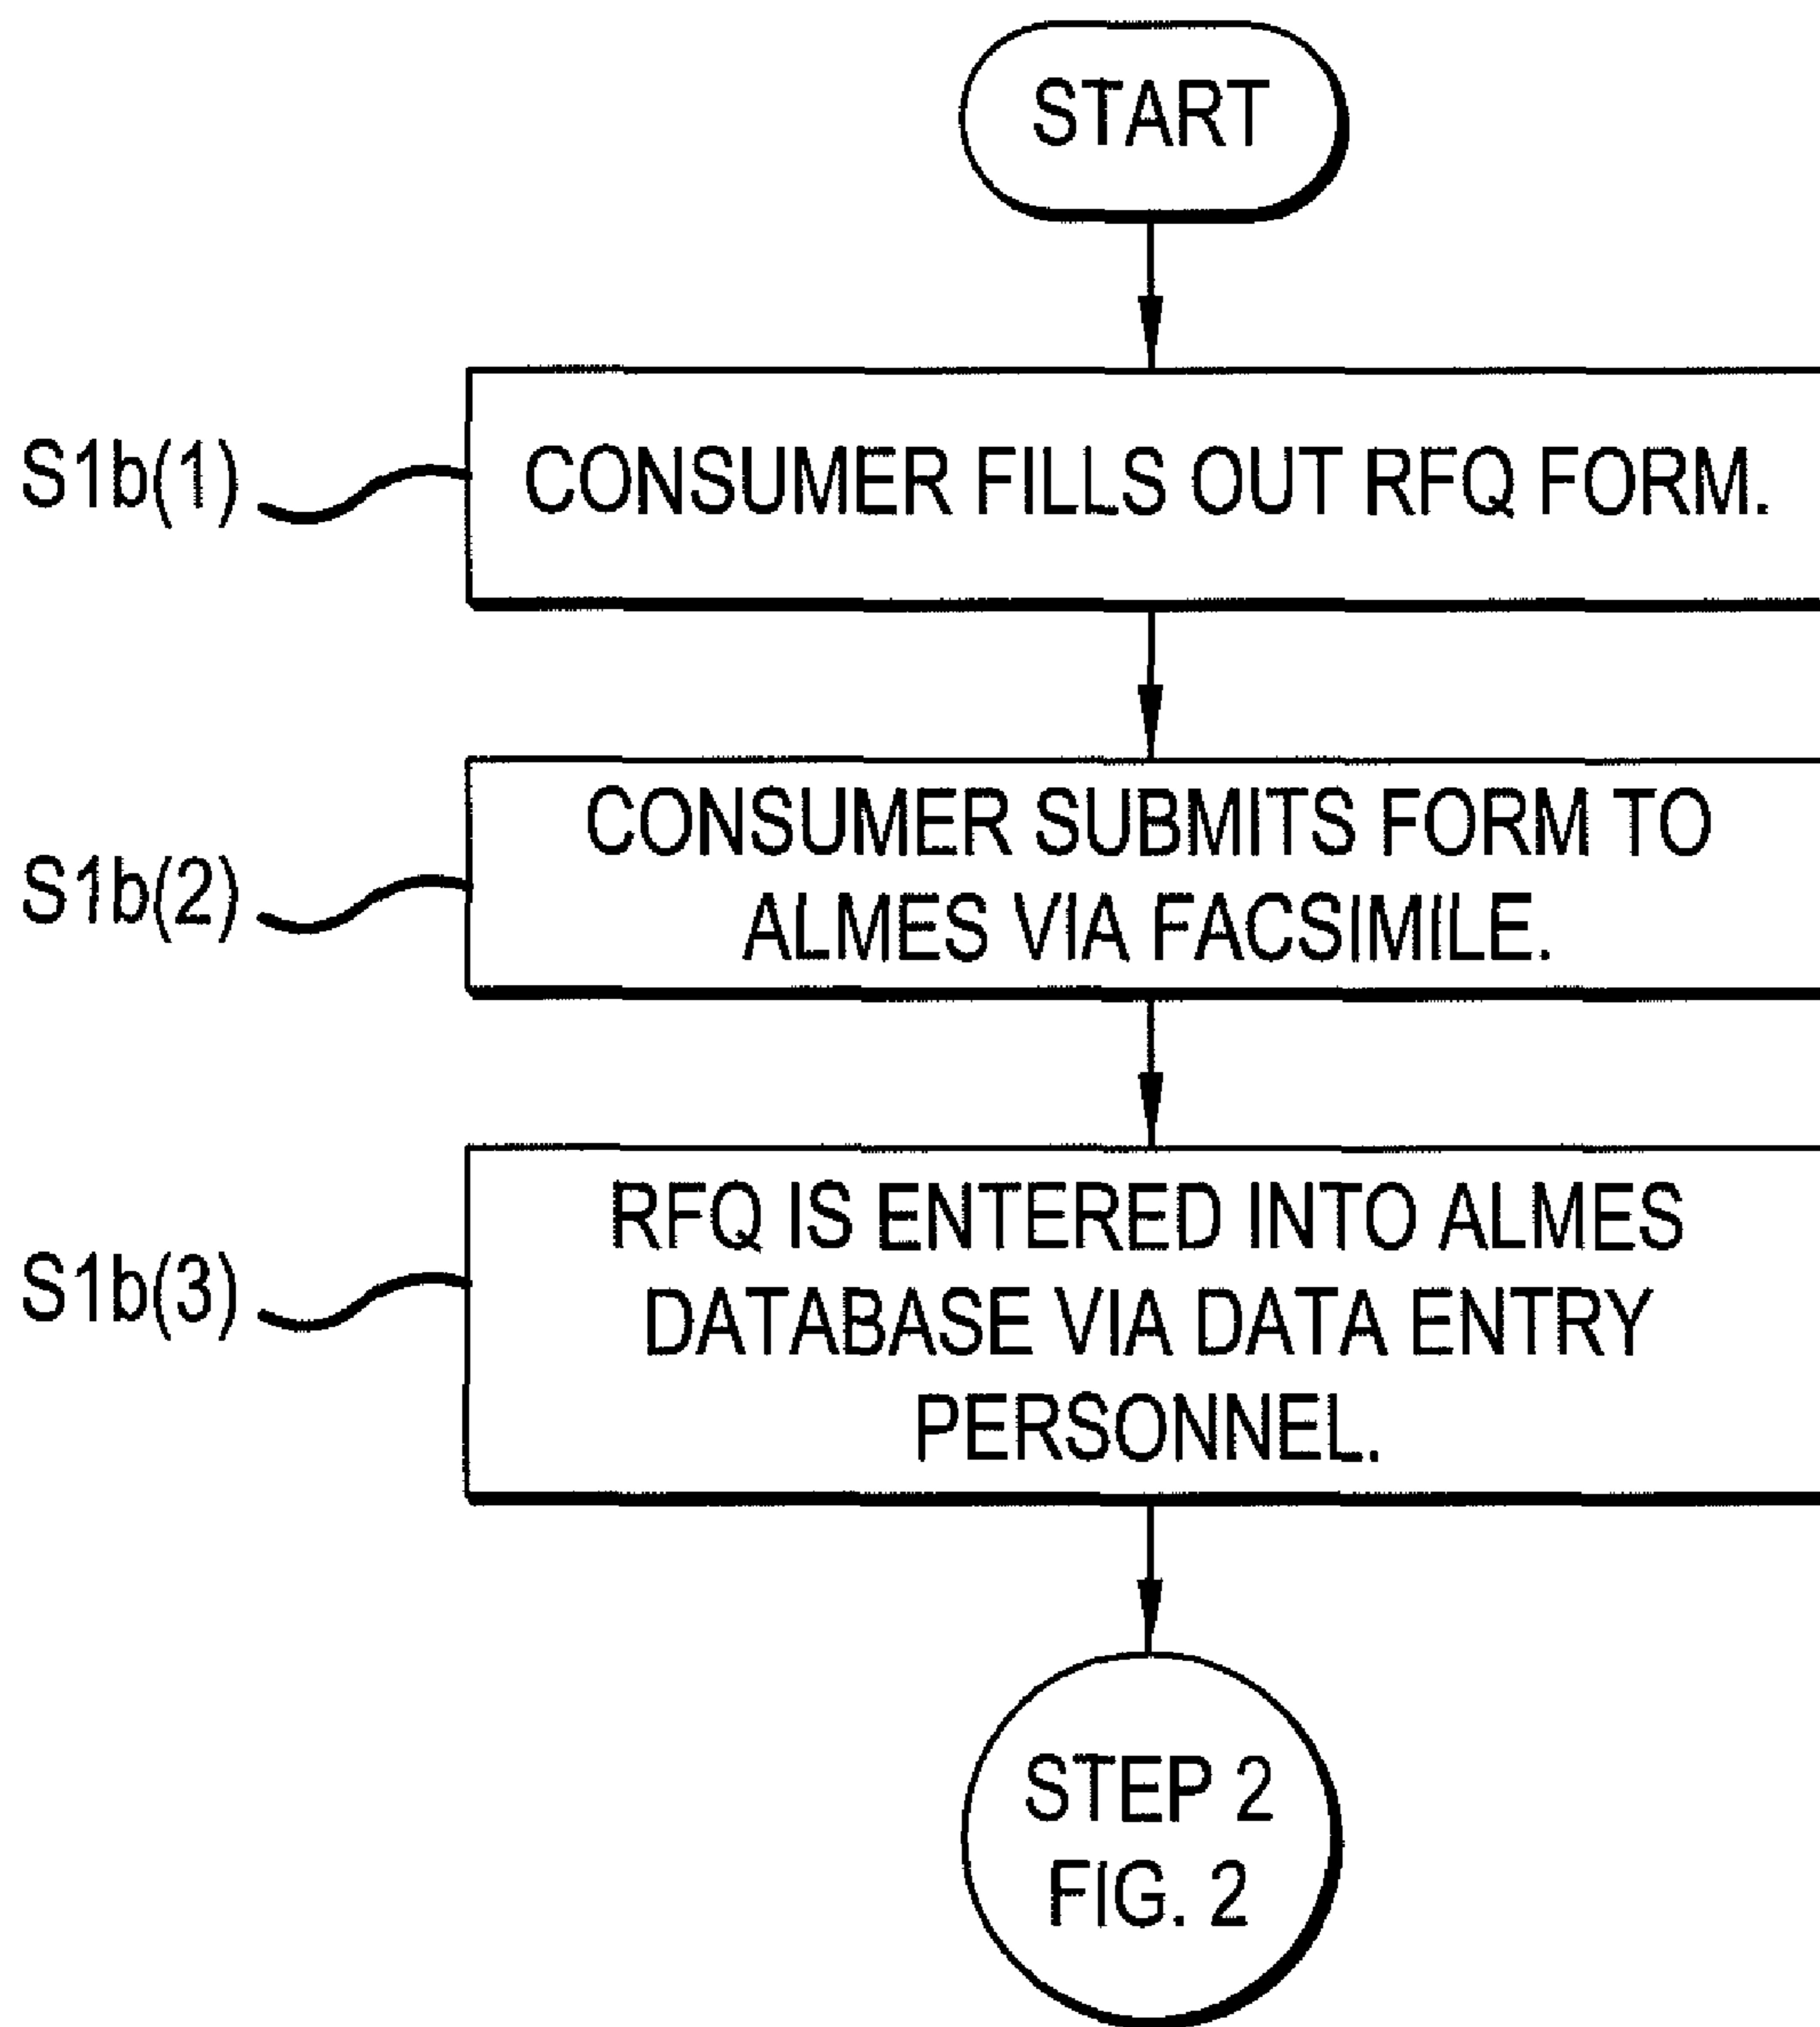 START
S1b(1)
CONSUMER FILLS OUT RFQ FORM.
S1b(2)
CONSUMER SUBMITS FORM TO
ALMES VIA FACSIMILE.
S1b(3)
RFQ IS ENTERED INTO ALMES
DATABASE VIA DATA ENTRY
PERSONNEL.
STEP 2
FIG. 2